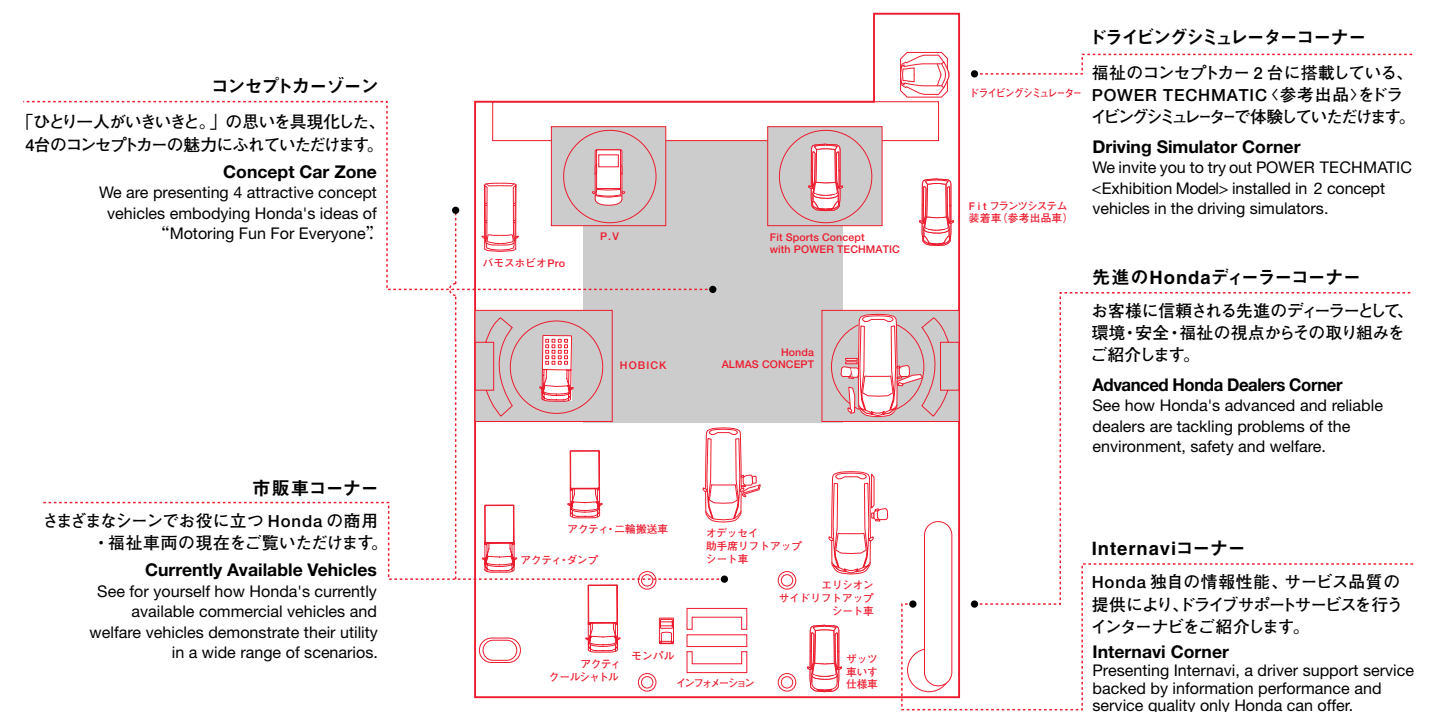 コンセプトカーゾーン
「ひとり一人がいきいきと。」の思いを具現化した、
4台のコンセプトカーの魅力にふれていただけます。
Concept Car Zone
We are presenting 4 attractive concept
vehicles embodying Honda's ideas of
“Motoring Fun For Everyone”.
市販車コーナー
さまざまなシーンでお役に立つ Honda の商用
・福祉車両の現在をご覧いただけます。
Currently Available Vehicles
See for yourself how Honda's currently
available commercial vehicles and
welfare vehicles demonstrate their utility
in a wide range of scenarios.
ドライビングシミュレーター
P.V
Fit Sports Concept
with POWER TECHMATIC
Fit フランツシステム
装着車(参考出品車)
バモスホビオPro
HOBICK
Honda
ALMAS CONCEPT
アクティ・二輪搬送車
オデッセイ
助手席リフトアップ
シート車
アクティ・ダンプ
エリシオン
サイドリフトアップ
シート車
アクティ
クールシャトル
モンパル
インフォメーション
ザッツ
車いす
仕様車
ドライビングシミュレーターコーナー
福祉のコンセプトカー 2 台に搭載している、
POWER TECHMATIC〈参考出品〉をドラ
イビングシミュレーターで体験していただけます。
Driving Simulator Corner
We invite you to try out POWER TECHMATIC
<Exhibition Model> installed in 2 concept
vehicles in the driving simulators.
先進のHondaディーラーコーナー
お客様に信頼される先進のディーラーとして、
環境・安全・福祉の視点からその取り組みを
ご紹介します。
Advanced Honda Dealers Corner
See how Honda's advanced and reliable
dealers are tackling problems of the
environment, safety and welfare.
Internaviコーナー
Honda 独自の情報性能、サービス品質の
提供により、ドライブサポートサービスを行う
インターナビをご紹介します。
Internavi Corner
Presenting Internavi, a driver support service
backed by information performance and
service quality only Honda can offer.